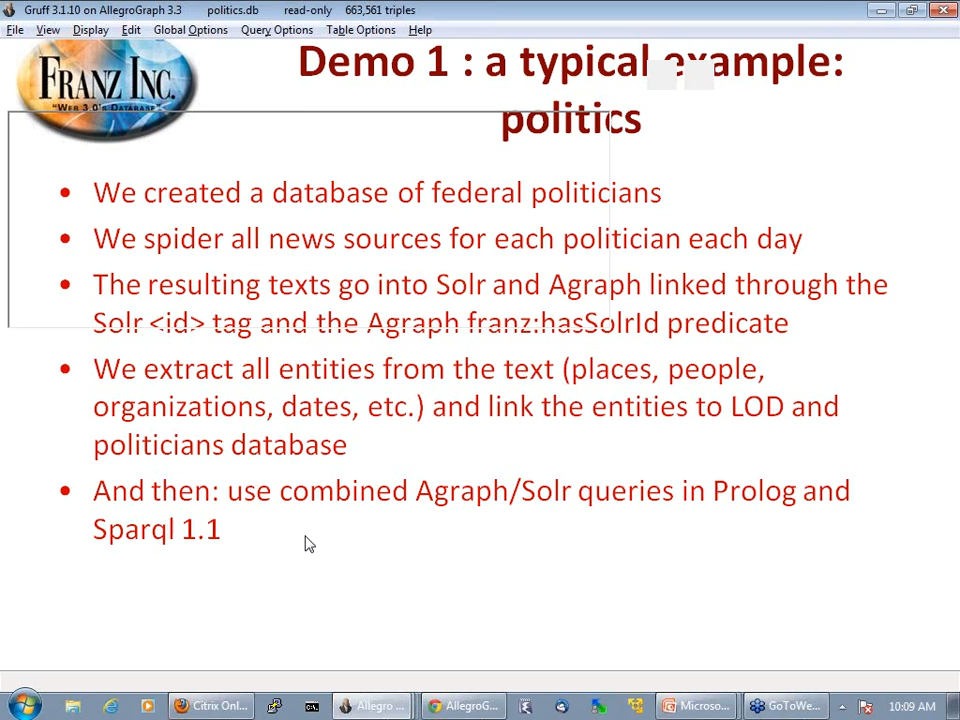 Gruff 3.1.10 on AllegroGraph 3.3 politics.db read-only 663,561 triples
File View Display Edit Global Options Query Options Table Options Help
FRANZ INC.
"WEB 3.0'S DATABASE"
Demo 1 : a typical example:
politics
• We created a database of federal politicians
• We spider all news sources for each politician each day
• The resulting texts go into Solr and Agraph linked through the
Solr <id> tag and the Agraph franz:hasSolrId predicate
• We extract all entities from the text (places, people,
organizations, dates, etc.) and link the entities to LOD and
politicians database
• And then: use combined Agraph/Solr queries in Prolog and
Sparql 1.1
Citrix Onl... Allegro ... AllegroG... Microso... GoToWe... 10:09 AM